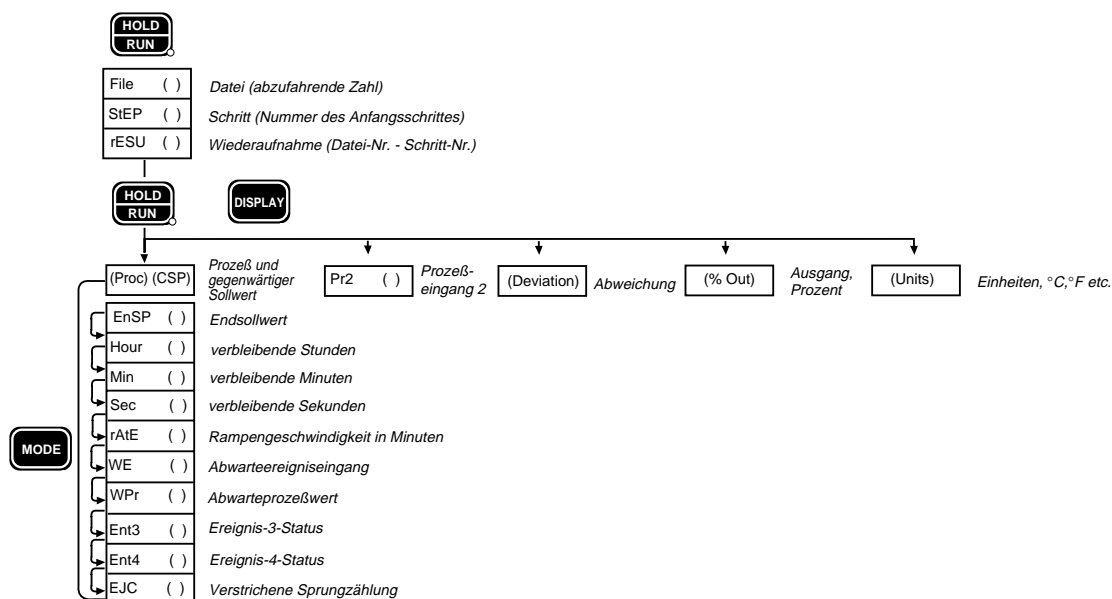 HOLD
RUN
File ( ) Datei (abzufahrende Zahl)
StEP ( ) Schritt (Nummer des Anfangsschrittes)
rESU ( ) Wiederaufnahme (Datei-Nr. - Schritt-Nr.)
HOLD
RUN
DISPLAY
(Proc) (CSP)
Prozeß und
gegenwärtiger
Sollwert
Pr2 ( )
Prozeß-
eingang 2
(Deviation) Abweichung
(% Out)
Ausgang,
Prozent
(Units) Einheiten, °C,°F etc.
EnSP ( ) Endsollwert
Hour ( ) verbleibende Stunden
Min ( ) verbleibende Minuten
Sec ( ) verbleibende Sekunden
rAtE ( ) Rampengeschwindigkeit in Minuten
MODE
WE ( ) Abwarteereigniseingang
WPr ( ) Abwarteprozeßwert
Ent3 ( ) Ereignis-3-Status
Ent4 ( ) Ereignis-4-Status
EJC ( ) Verstrichene Sprungzählung